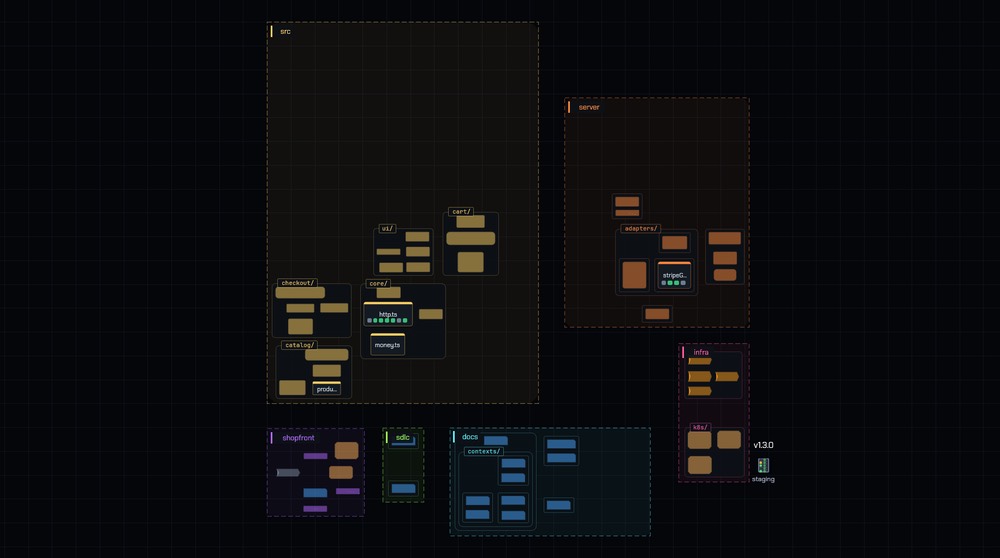 src
server
cart/
ui/
adapters/
stripeG...
checkout/
core/
http.ts
money.ts
catalog/
produ...
infra
k8s/
shopfront
sdlc
docs
contexts/
v1.3.0
staging